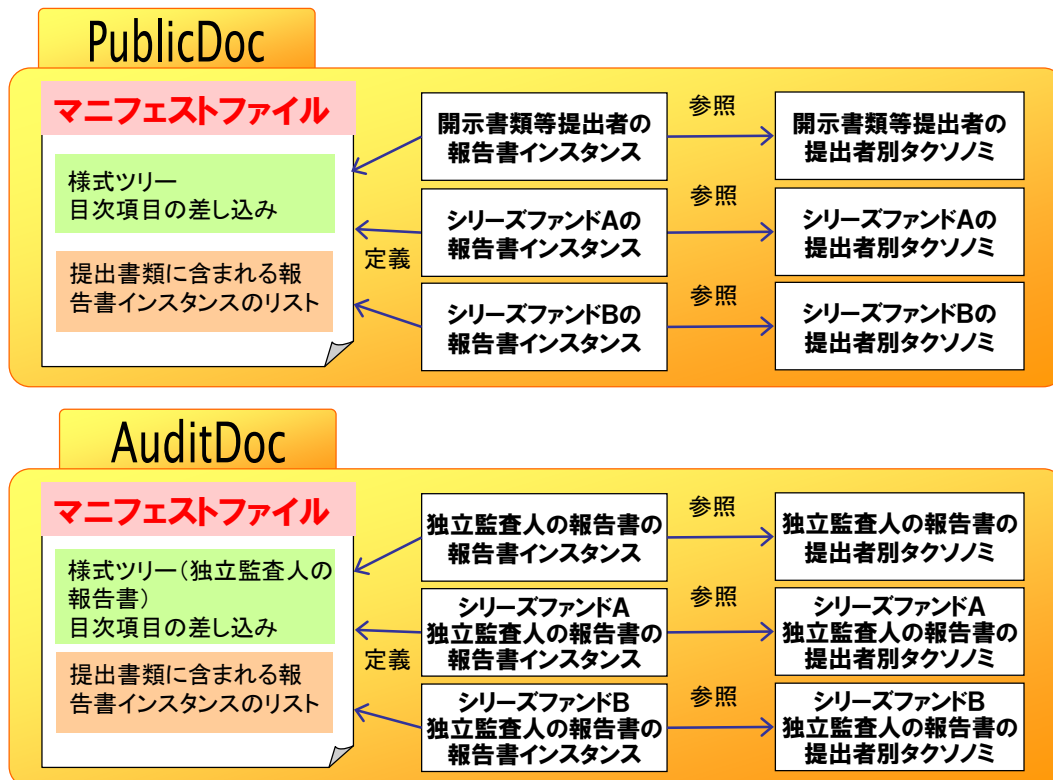 PublicDoc
マニフェストファイル
様式ツリー
目次項目の差し込み
提出書類に含まれる報
告書インスタンスのリスト
定義
開示書類等提出者の
報告書インスタンス
参照
開示書類等提出者の
提出者別タクソノミ
シリーズファンドAの
報告書インスタンス
参照
シリーズファンドAの
提出者別タクソノミ
シリーズファンドBの
報告書インスタンス
参照
シリーズファンドBの
提出者別タクソノミ
AuditDoc
マニフェストファイル
様式ツリー(独立監査人の
報告書)
目次項目の差し込み
提出書類に含まれる報
告書インスタンスのリスト
定義
独立監査人の報告書の
報告書インスタンス
参照
独立監査人の報告書の
提出者別タクソノミ
シリーズファンドA
独立監査人の報告書の
報告書インスタンス
参照
シリーズファンドA
独立監査人の報告書の
提出者別タクソノミ
シリーズファンドB
独立監査人の報告書の
報告書インスタンス
参照
シリーズファンドB
独立監査人の報告書の
提出者別タクソノミ